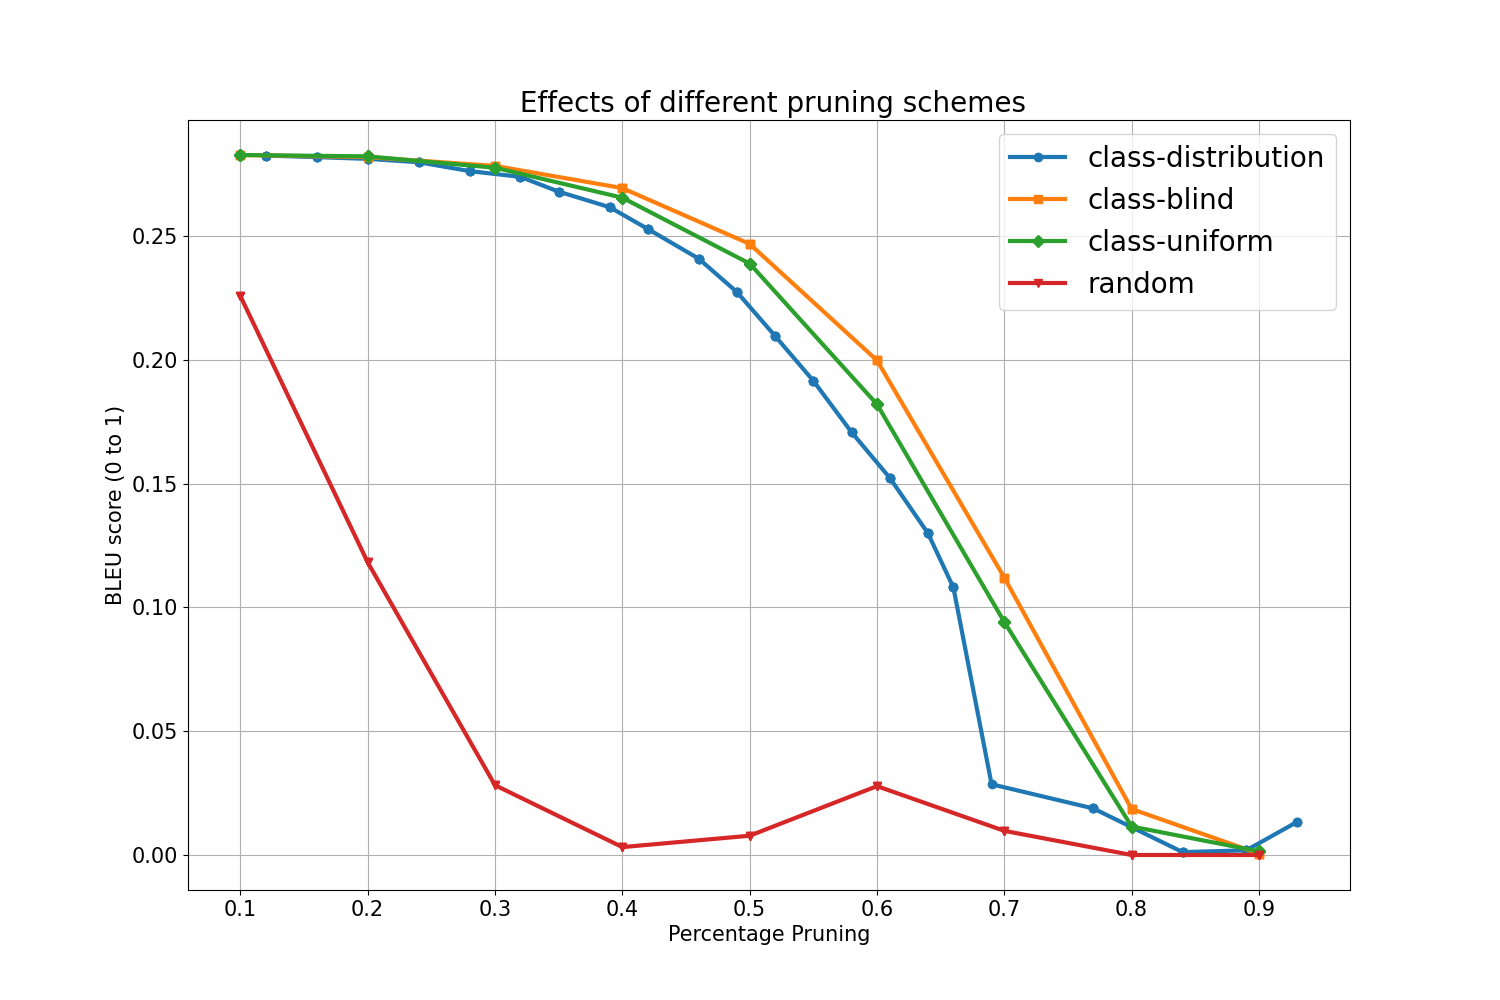 Effects of different pruning schemes
class-distribution
class-blind
class-uniform
random
BLEU score (0 to 1)
0.25
0.20
0.15
0.10
0.05
0.00
0.1 0.2 0.3 0.4 0.5 0.6 0.7 0.8 0.9
Percentage Pruning